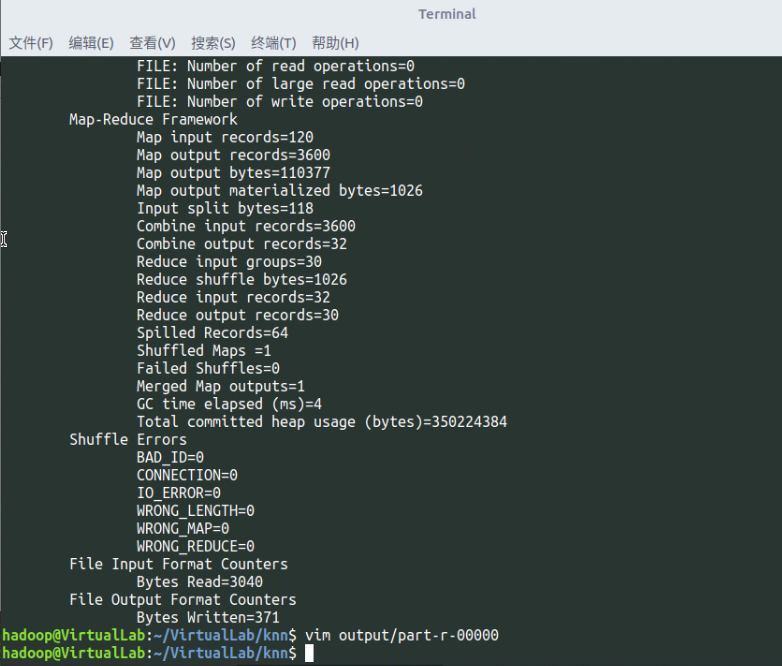 Terminal
文件(F) 编辑(E) 查看(V) 搜索(S) 终端(T) 帮助(H)
FILE: Number of read operations=0
FILE: Number of large read operations=0
FILE: Number of write operations=0
Map-Reduce Framework
Map input records=120
Map output records=3600
Map output bytes=110377
Map output materialized bytes=1026
Input split bytes=118
Combine input records=3600
Combine output records=32
Reduce input groups=30
Reduce shuffle bytes=1026
Reduce input records=32
Reduce output records=30
Spilled Records=64
Shuffled Maps =1
Failed Shuffles=0
Merged Map outputs=1
GC time elapsed (ms)=4
Total committed heap usage (bytes)=350224384
Shuffle Errors
BAD_ID=0
CONNECTION=0
IO_ERROR=0
WRONG_LENGTH=0
WRONG_MAP=0
WRONG_REDUCE=0
File Input Format Counters
Bytes Read=3040
File Output Format Counters
Bytes Written=371
hadoop@VirtualLab:~/VirtualLab/knn$ vim output/part-r-00000
hadoop@VirtualLab:~/VirtualLab/knn$